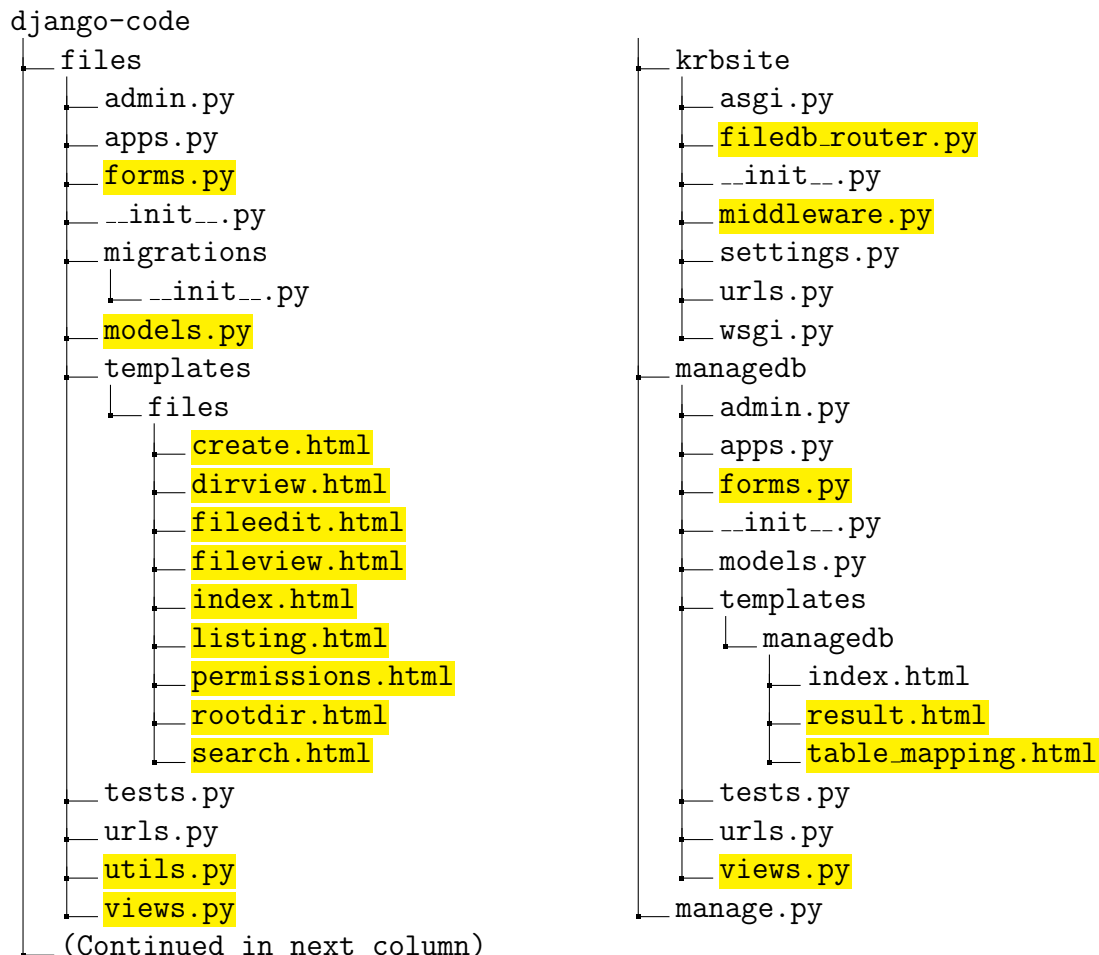 django-code
files
admin.py
apps.py
forms.py
__init__.py
migrations
__init__.py
models.py
templates
files
create.html
dirview.html
fileedit.html
fileview.html
index.html
listing.html
permissions.html
rootdir.html
search.html
tests.py
urls.py
utils.py
views.py
(Continued in next column)
krbsite
asgi.py
filedb_router.py
__init__.py
middleware.py
settings.py
urls.py
wsgi.py
managedb
admin.py
apps.py
forms.py
__init__.py
models.py
templates
managedb
index.html
result.html
table_mapping.html
tests.py
urls.py
views.py
manage.py